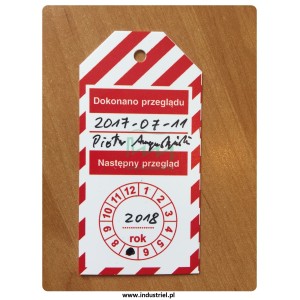 Dokonano przeglądu
2017-07-11
Piotr
Następny przegląd
12 1 2 3 4 5 6 8 9 10 11
2018
rok
www.industriel.pl